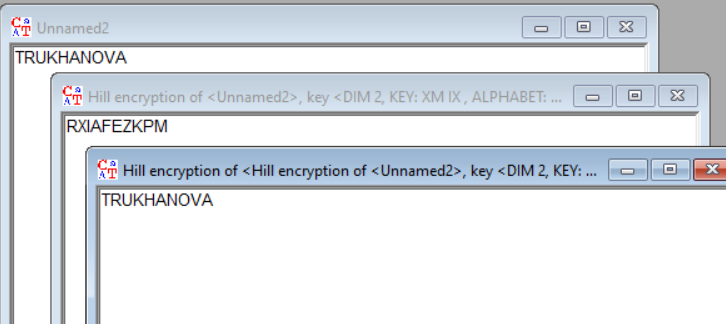 Unnamed2
TRUKHANOVA
Hill encryption of <Unnamed2>, key <DIM 2, KEY: XM IX , ALPHABET: ...
RXIAFEZKPM
Hill encryption of <Hill encryption of <Unnamed2>, key <DIM 2, KEY: ...
TRUKHANOVA